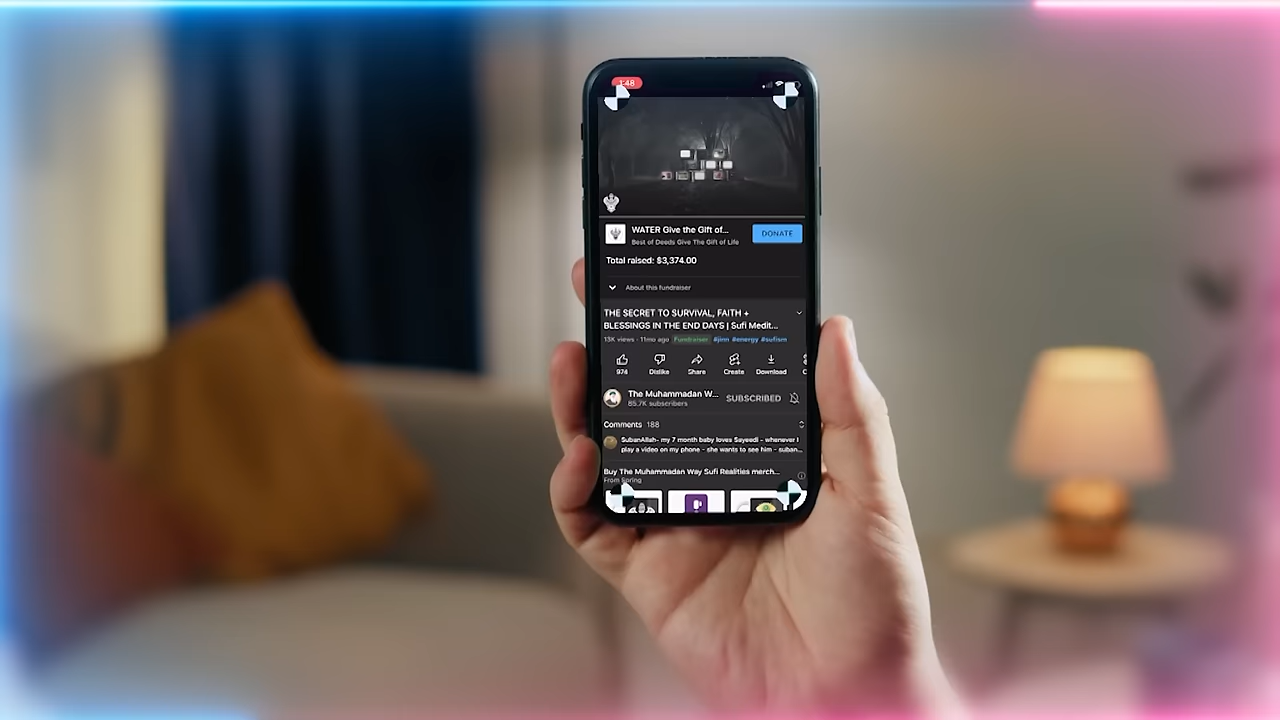 1:48
WATER Give the Gift of...
Best of Deeds Give The Gift of Life
DONATE
Total raised: $3,374.00
About this fundraiser
THE SECRET TO SURVIVAL, FAITH +
BLESSINGS IN THE END DAYS | Sufi Medit...
13K views · 11mo ago Fundraiser #jinn #energy #sufism
974 Dislike Share Create Download
The Muhammadan W... SUBSCRIBED
85.7K subscribers
Comments 188
SubanAllah- my 7 month baby loves Sayeedi - whenever I
play a video on my phone - she wants to see him - suban...
Buy The Muhammadan Way Sufi Realities merch...
From Spring